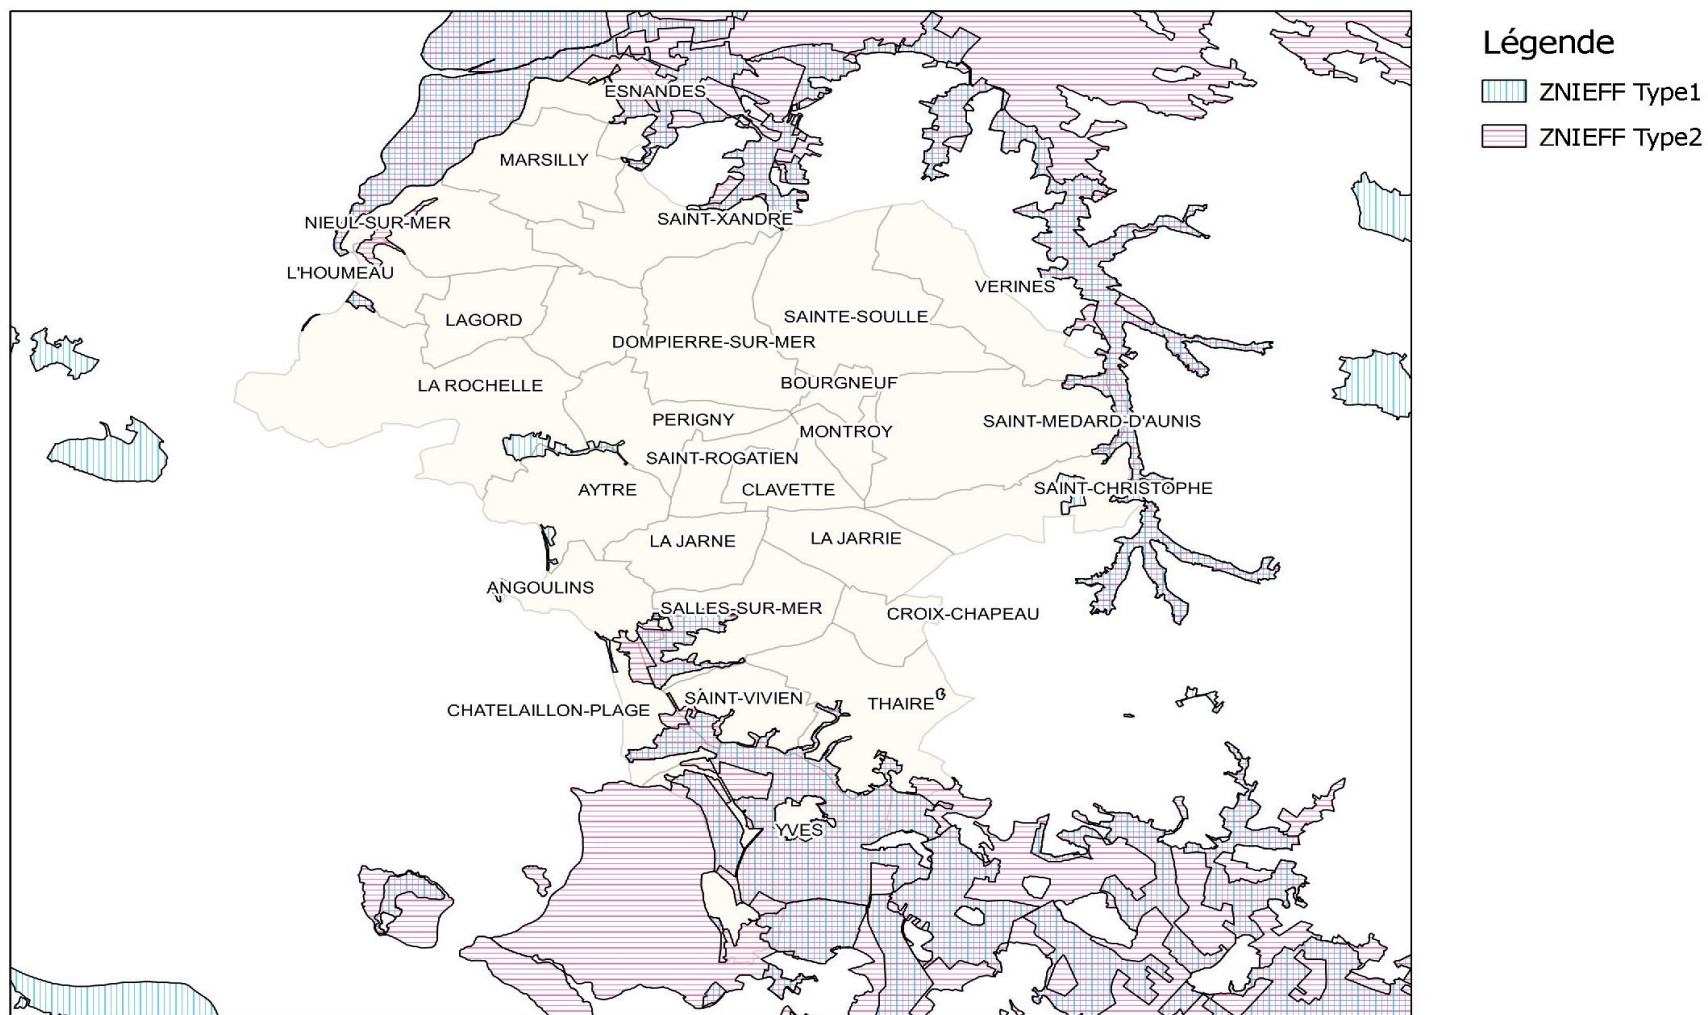 Légende
ZNIEFF Type1
ZNIEFF Type2
ESNANDES
MARSILLY
NIEUL-SUR-MER
SAINT-XANDRE
L'HOUMEAU
VERINES
LAGORD
SAINTE-SOULLE
DOMPIERRE-SUR-MER
LA ROCHELLE
BOURGNEUF
PERIGNY
MONTROY
SAINT-MEDARD-D'AUNIS
SAINT-ROGATIEN
AYTRE
CLAVETTE
SAINT-CHRISTOPHE
LA JARNE
LA JARRIE
ANGOULINS
SALLES-SUR-MER
CROIX-CHAPEAU
SAINT-VIVIEN
THAIRE
CHATELAILLON-PLAGE
YVES